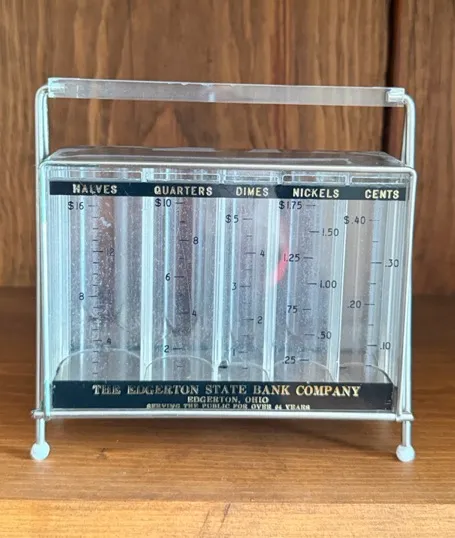 HALVES QUARTERS DIMES NICKELS CENTS
$16 $10 $5 $1.75 $.40
8 1.50
4 1.25 .30
6 3 1.00
8 .75 .20
4 2 .50
4 2 1 .25 .10
THE EDGERTON STATE BANK COMPANY
EDGERTON, OHIO
SERVING THE PUBLIC FOR OVER YEARS